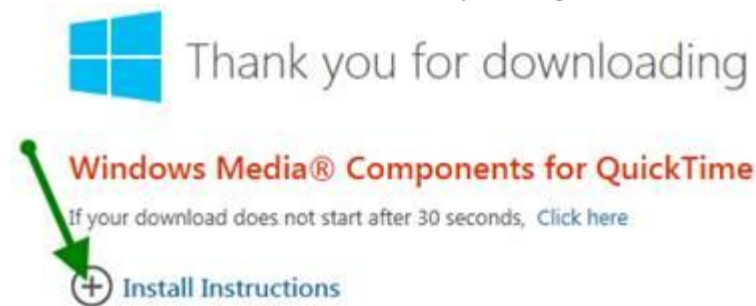 Thank you for downloading
Windows Media® Components for QuickTime
If your download does not start after 30 seconds, Click here
Install Instructions